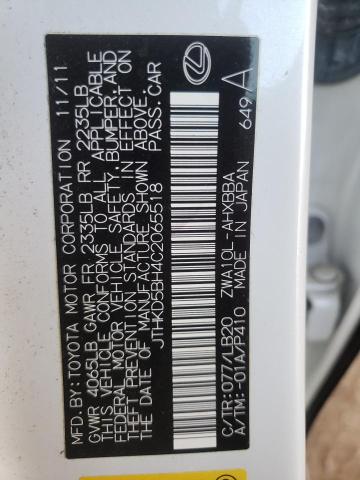 MFD.BY:TOYOTA MOTOR CORPORATION 11/11
GVWR 4065LB GAWR FR 2335LB RR 2235LB
THIS VEHICLE CONFORMS TO ALL APPLICABLE
FEDERAL MOTOR VEHICLE SAFETY, BUMPER, AND
THEFT PREVENTION STANDARDS IN EFFECT ON
THE DATE OF MANUFACTURE SHOWN ABOVE.
JTHKD5BH4C2065318 PASS.CAR
C/TR:077/LB20 ZWA10L-AHXBBA
A/TM:-01A/P410 MADE IN JAPAN
649 A